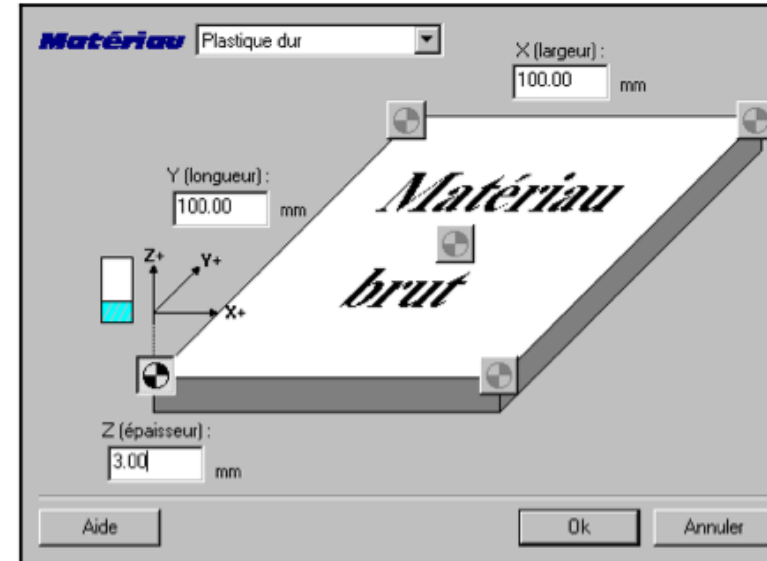 Matériau Plastique dur
X (largeur) :
100.00 mm
Y (longueur) :
100.00 mm
Matériau
brut
Z+
Y+
X+
Z (épaisseur) :
3.00 mm
Aide Ok Annuler